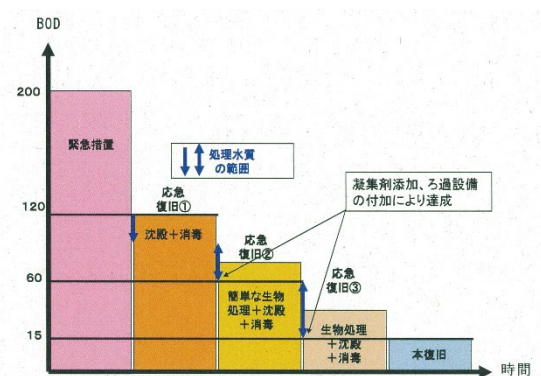 BOD
200
緊急措置
処理水質
の範囲
凝集剤添加、ろ過設備
の付加により達成
応急
復旧①
120
沈殿+消毒
応急
復旧②
応急
復旧③
60
簡単な生物
処理+沈殿
+消毒
15
生物処理
+沈殿
+消毒
本復旧
時間